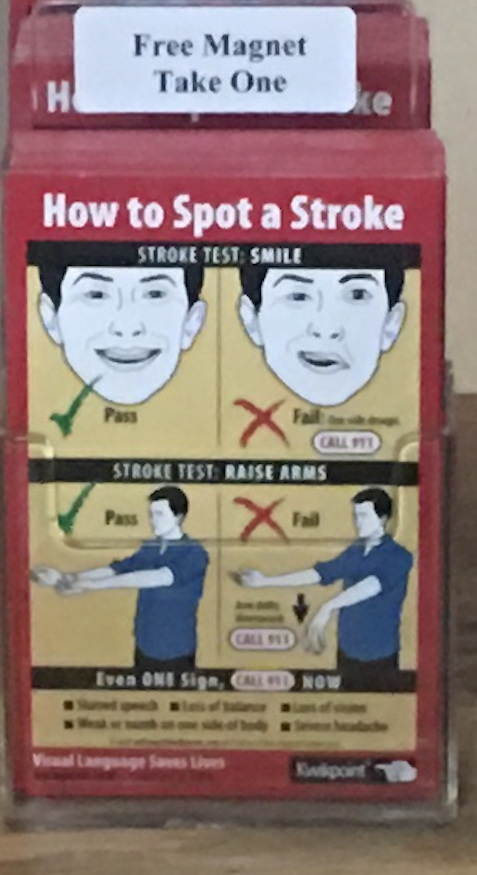 Free Magnet
Take One
How to Spot a Stroke
STROKE TEST: SMILE
Pass
Fail: One side droops.
CALL 911
STROKE TEST: RAISE ARMS
Pass
Fail
Arm drifts
downward.
CALL 911
Even ONE Sign, CALL 911 NOW
■ Slurred speech ■ Loss of balance ■ Loss of vision
■ Weak or numb on one side of body ■ Severe headache
Visual Language Saves Lives
Kwikpoint